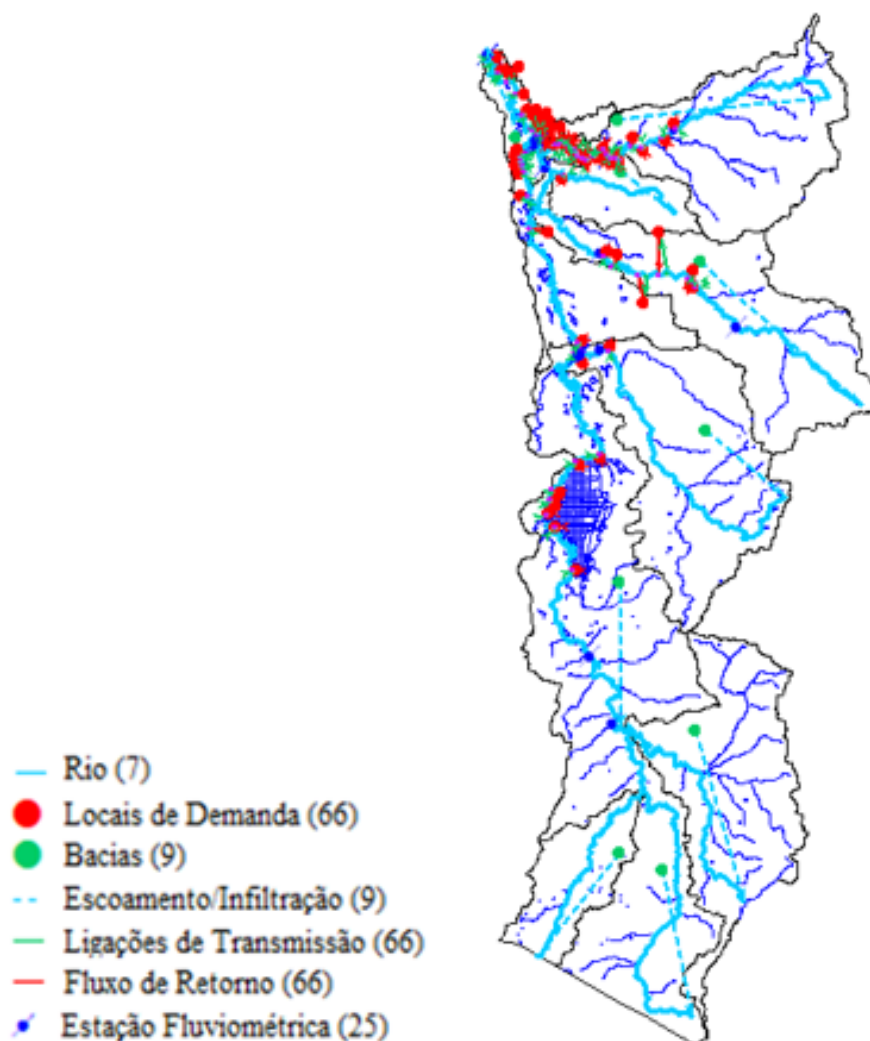 Rio (7)
Locais de Demanda (66)
Bacias (9)
Escoamento/Infiltração (9)
Ligações de Transmissão (66)
Fluxo de Retorno (66)
Estação Fluviométrica (25)